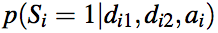 p(S_i = 1|d_{i1}, d_{i2}, a_i)